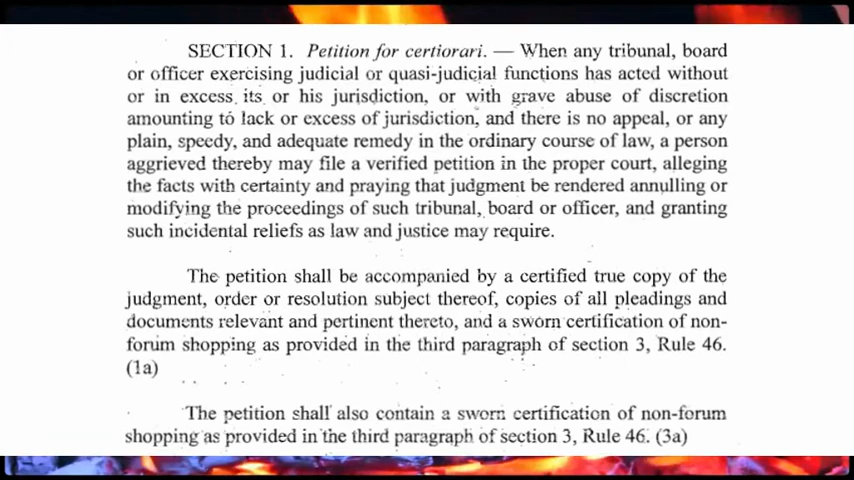 SECTION 1. Petition for certiorari. — When any tribunal, board
or officer exercising judicial or quasi-judicial functions has acted without
or in excess its or his jurisdiction, or with grave abuse of discretion
amounting to lack or excess of jurisdiction, and there is no appeal, or any
plain, speedy, and adequate remedy in the ordinary course of law, a person
aggrieved thereby may file a verified petition in the proper court, alleging
the facts with certainty and praying that judgment be rendered annulling or
modifying the proceedings of such tribunal, board or officer, and granting
such incidental reliefs as law and justice may require.
The petition shall be accompanied by a certified true copy of the
judgment, order or resolution subject thereof, copies of all pleadings and
documents relevant and pertinent thereto, and a sworn certification of non-
forum shopping as provided in the third paragraph of section 3, Rule 46.
(1a)
The petition shall also contain a sworn certification of non-forum
shopping as provided in the third paragraph of section 3, Rule 46. (3a)